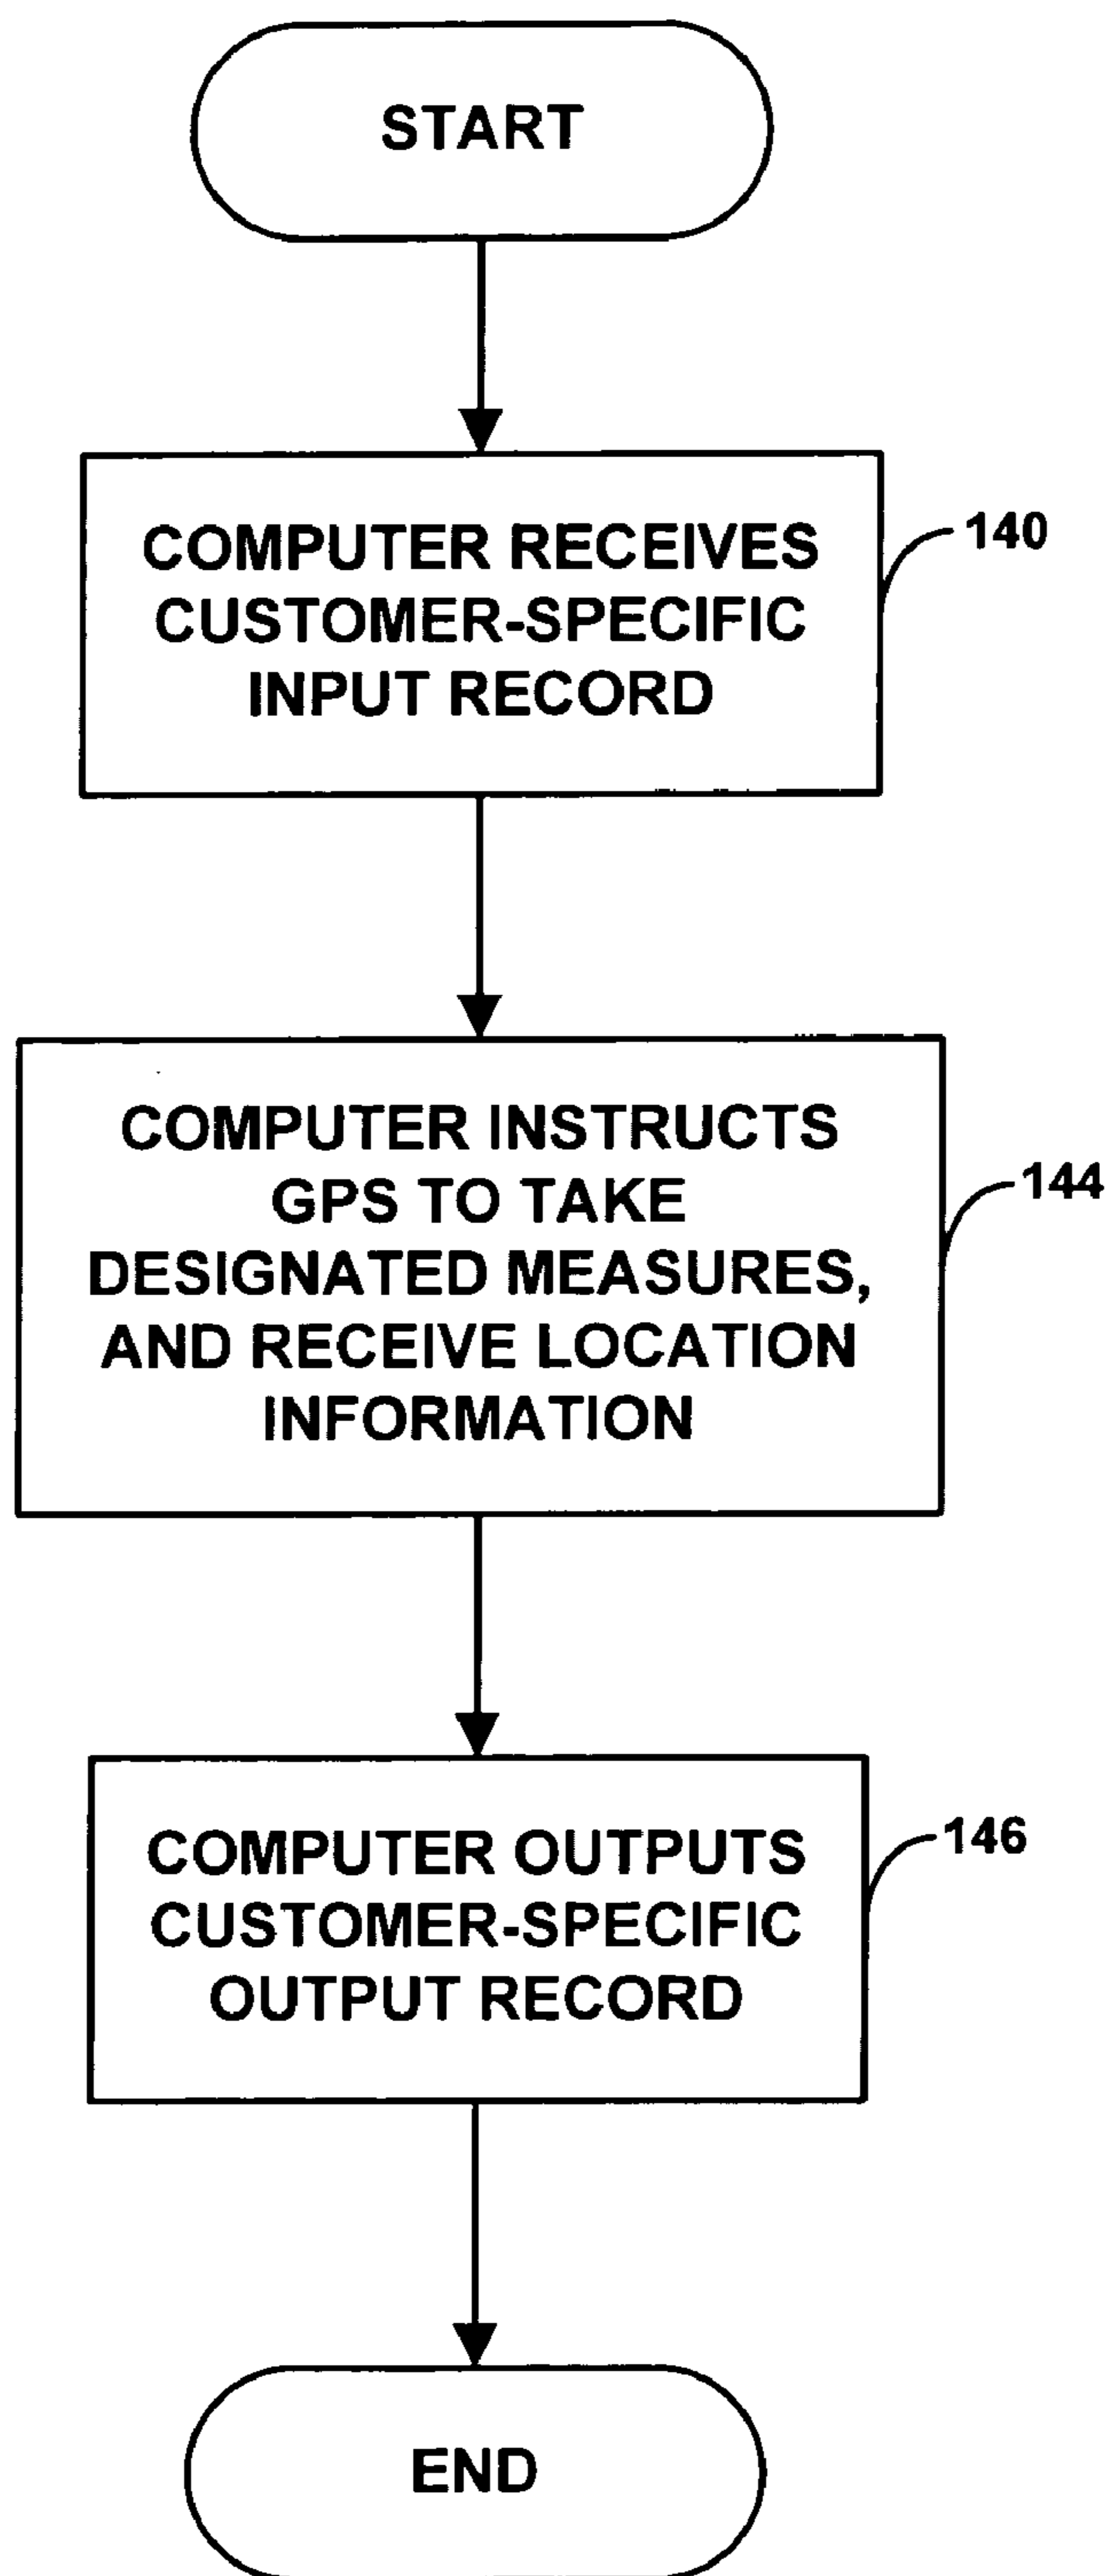 START
COMPUTER RECEIVES
CUSTOMER-SPECIFIC
INPUT RECORD
140
COMPUTER INSTRUCTS
GPS TO TAKE
DESIGNATED MEASURES,
AND RECEIVE LOCATION
INFORMATION
144
COMPUTER OUTPUTS
CUSTOMER-SPECIFIC
OUTPUT RECORD
146
END